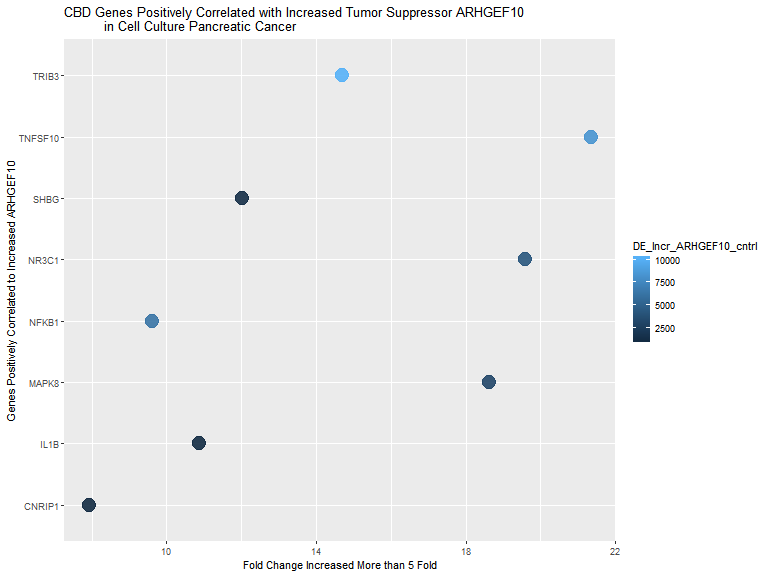 CBD Genes Positively Correlated with Increased Tumor Suppressor ARHGEF10
in Cell Culture Pancreatic Cancer
Genes Positively Correlated to Increased ARHGEF10
TRIB3
TNFSF10
SHBG
NR3C1
NFKB1
MAPK8
IL1B
CNRIP1
10
14
18
22
Fold Change Increased More than 5 Fold
DE_Incr_ARHGEF10_cntrl
10000
7500
5000
2500